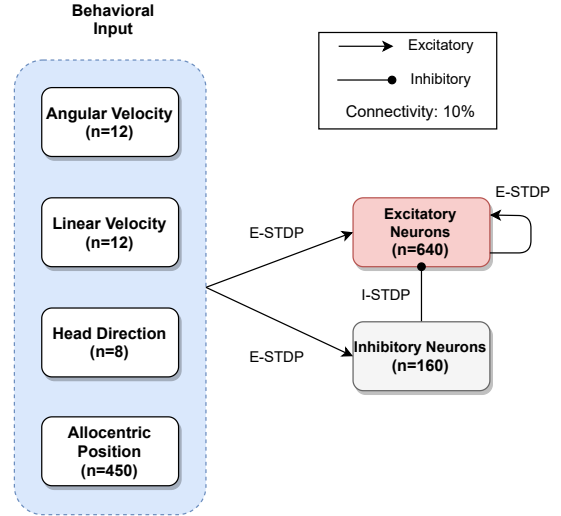 Behavioral
Input
Angular Velocity
(n=12)
Linear Velocity
(n=12)
Head Direction
(n=8)
Allocentric
Position
(n=450)
E-STDP
E-STDP
Excitatory
Inhibitory
Connectivity: 10%
E-STDP
Excitatory
Neurons
(n=640)
I-STDP
Inhibitory Neurons
(n=160)